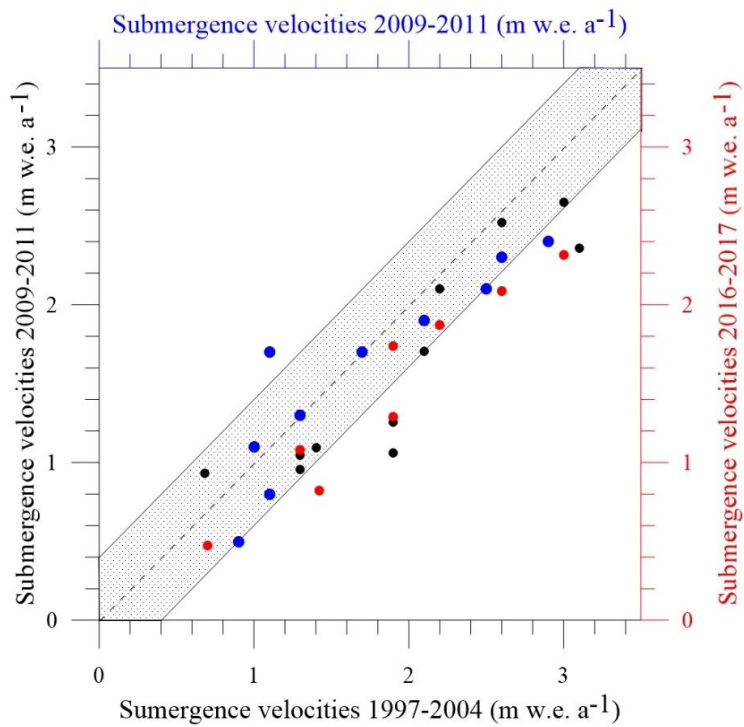 Submergence velocities 2009-2011 (m w.e. a⁻¹)
Submergence velocities 2009-2011 (m w.e. a⁻¹)
3
2
1
0
3
2
1
0
Submergence velocities 2016-2017 (m w.e. a⁻¹)
0 1 2 3
Sumergence velocities 1997-2004 (m w.e. a⁻¹)